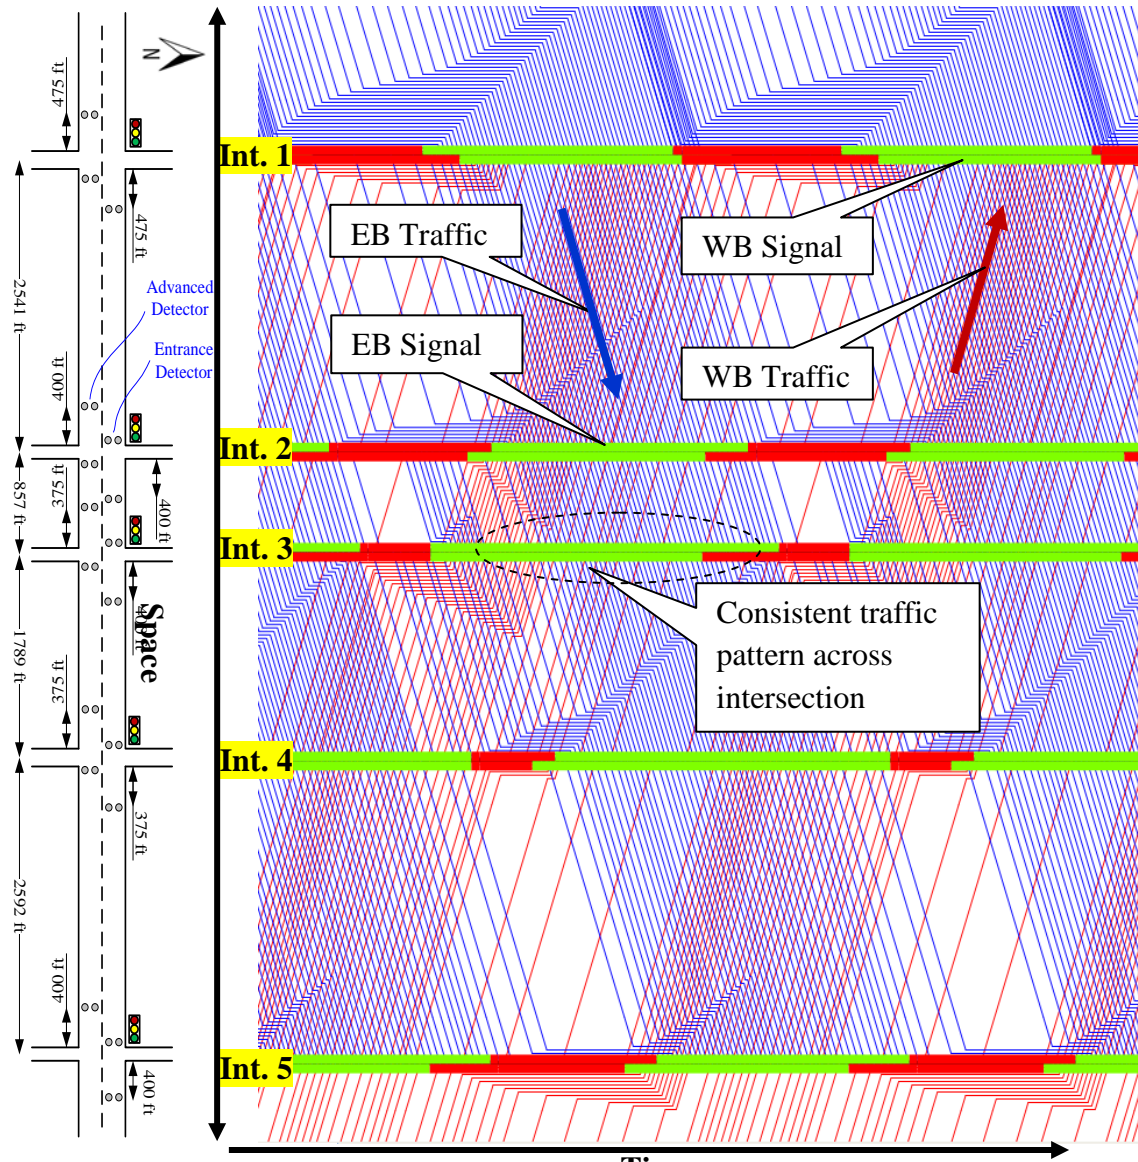 475 ft
N
Int. 1
475 ft
EB Traffic
WB Signal
2541 ft
Advanced
Detector
EB Signal
WB Traffic
Entrance
Detector
400 ft
Int. 2
857 ft
375 ft
400 ft
Int. 3
Consistent traffic
pattern across
intersection
Space
1789 ft
375 ft
Int. 4
375 ft
2592 ft
400 ft
Int. 5
400 ft